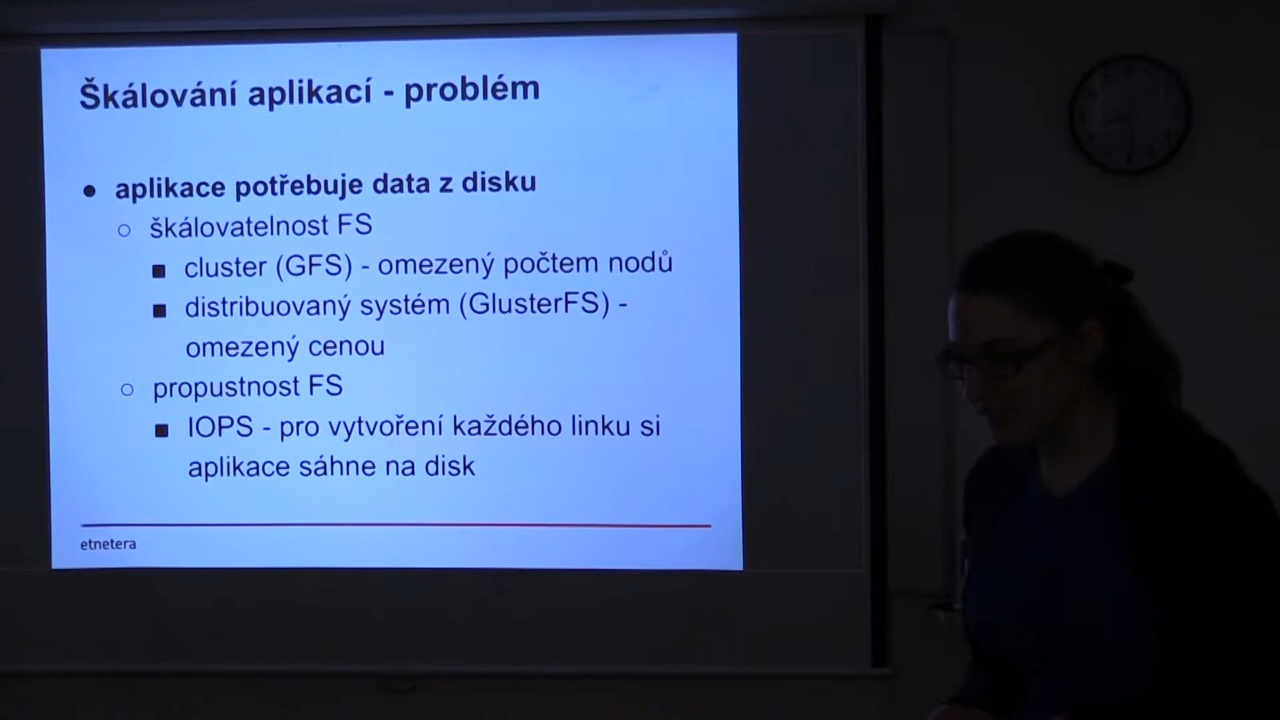 Škálování aplikací - problém
● aplikace potřebuje data z disku
○ škálovatelnost FS
■ cluster (GFS) - omezený počtem nodů
■ distribuovaný systém (GlusterFS) -
omezený cenou
○ propustnost FS
■ IOPS - pro vytvoření každého linku si
aplikace sáhne na disk
etnetera